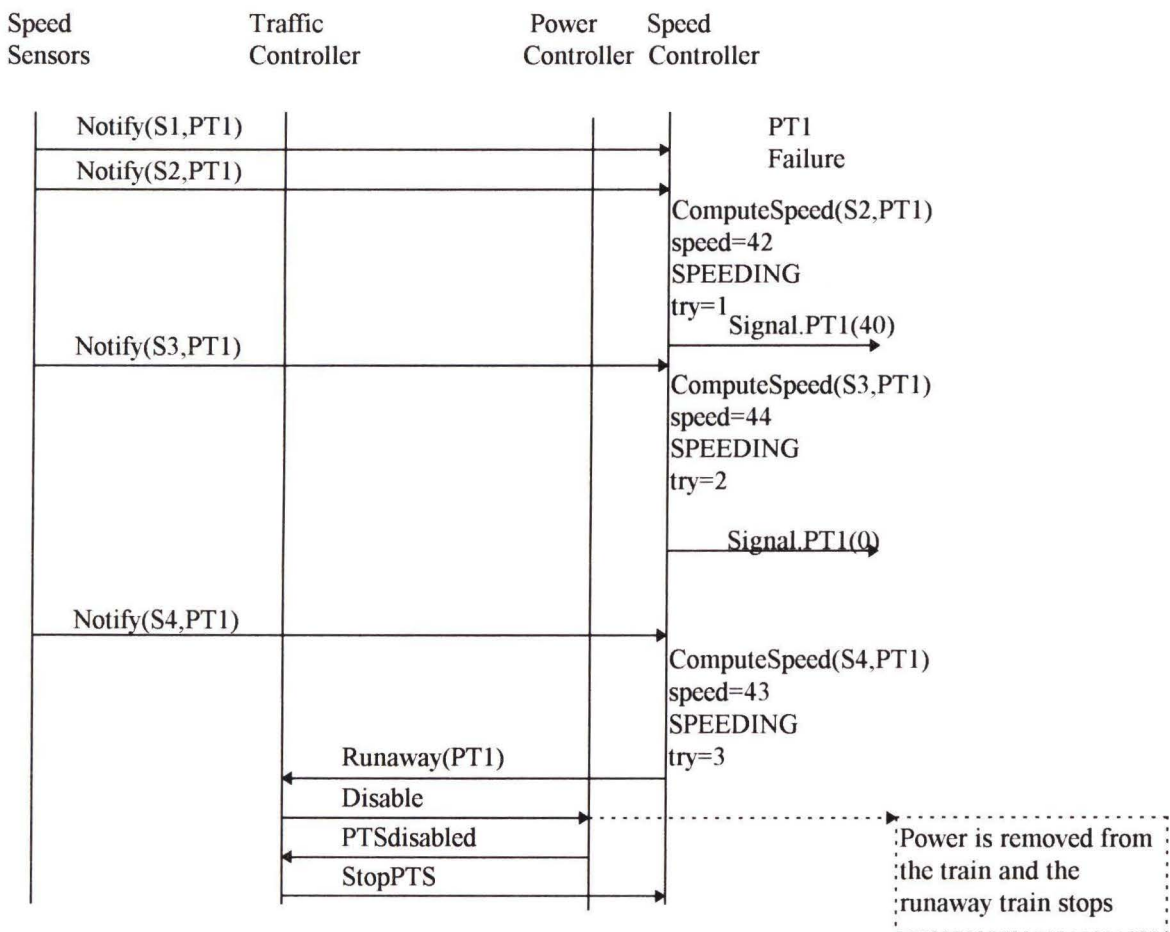 Speed Sensors
Traffic Controller
Power Controller
Speed Controller
Notify(S1,PT1)
PT1
Failure
Notify(S2,PT1)
ComputeSpeed(S2,PT1)
speed=42
SPEEDING
try=1
Signal.PT1(40)
Notify(S3,PT1)
ComputeSpeed(S3,PT1)
speed=44
SPEEDING
try=2
Signal.PT1(0)
Notify(S4,PT1)
ComputeSpeed(S4,PT1)
speed=43
SPEEDING
try=3
Runaway(PT1)
Disable
PTSdisabled
StopPTS
Power is removed from
the train and the
runaway train stops